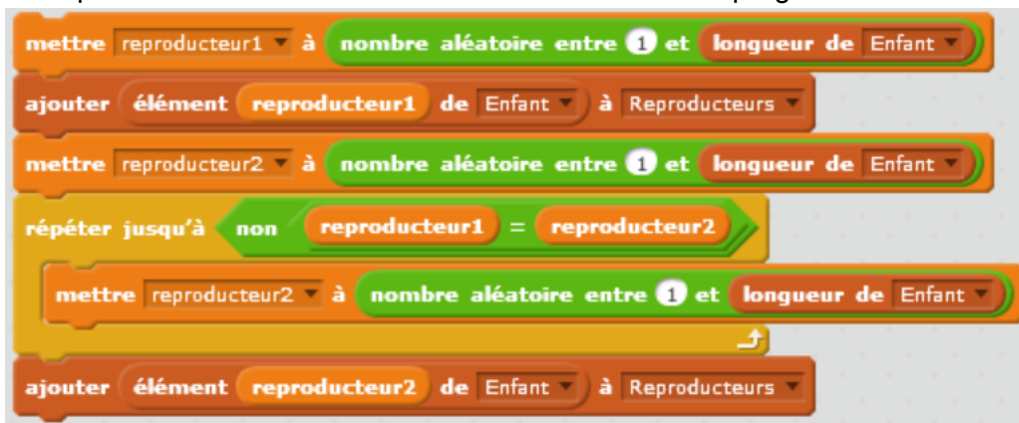 mettre reproducteur1 à nombre aléatoire entre 1 et longueur de Enfant
ajouter élément reproducteur1 de Enfant à Reproducteurs
mettre reproducteur2 à nombre aléatoire entre 1 et longueur de Enfant
répéter jusqu'à non reproducteur1 = reproducteur2
mettre reproducteur2 à nombre aléatoire entre 1 et longueur de Enfant
ajouter élément reproducteur2 de Enfant à Reproducteurs